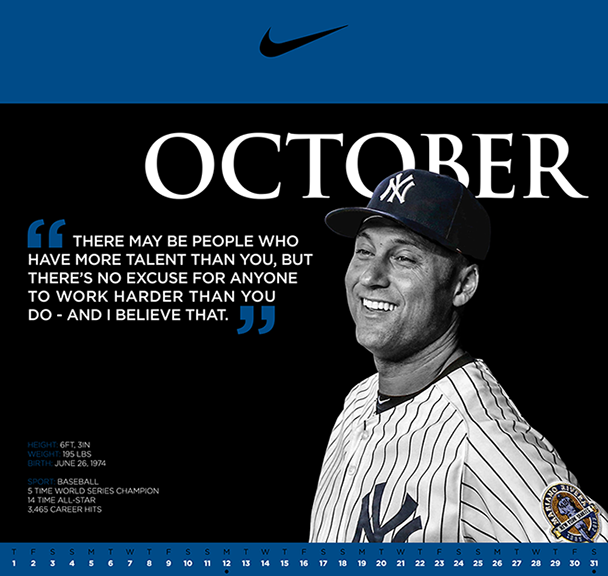 OCTOBER
NY
“ THERE MAY BE PEOPLE WHO
HAVE MORE TALENT THAN YOU, BUT
THERE'S NO EXCUSE FOR ANYONE
TO WORK HARDER THAN YOU
DO - AND I BELIEVE THAT. ”
HEIGHT: 6FT, 3IN
WEIGHT: 195 LBS
BIRTH: JUNE 26, 1974
SPORT: BASEBALL
5 TIME WORLD SERIES CHAMPION
14 TIME ALL-STAR
3,465 CAREER HITS
NY
MARIANO RIVERA
T F S S M T W T F S S M T W T F S S M T W T F S S M T W T F S
1 2 3 4 5 6 7 8 9 10 11 12 13 14 15 16 17 18 19 20 21 22 23 24 25 26 27 28 29 30 31